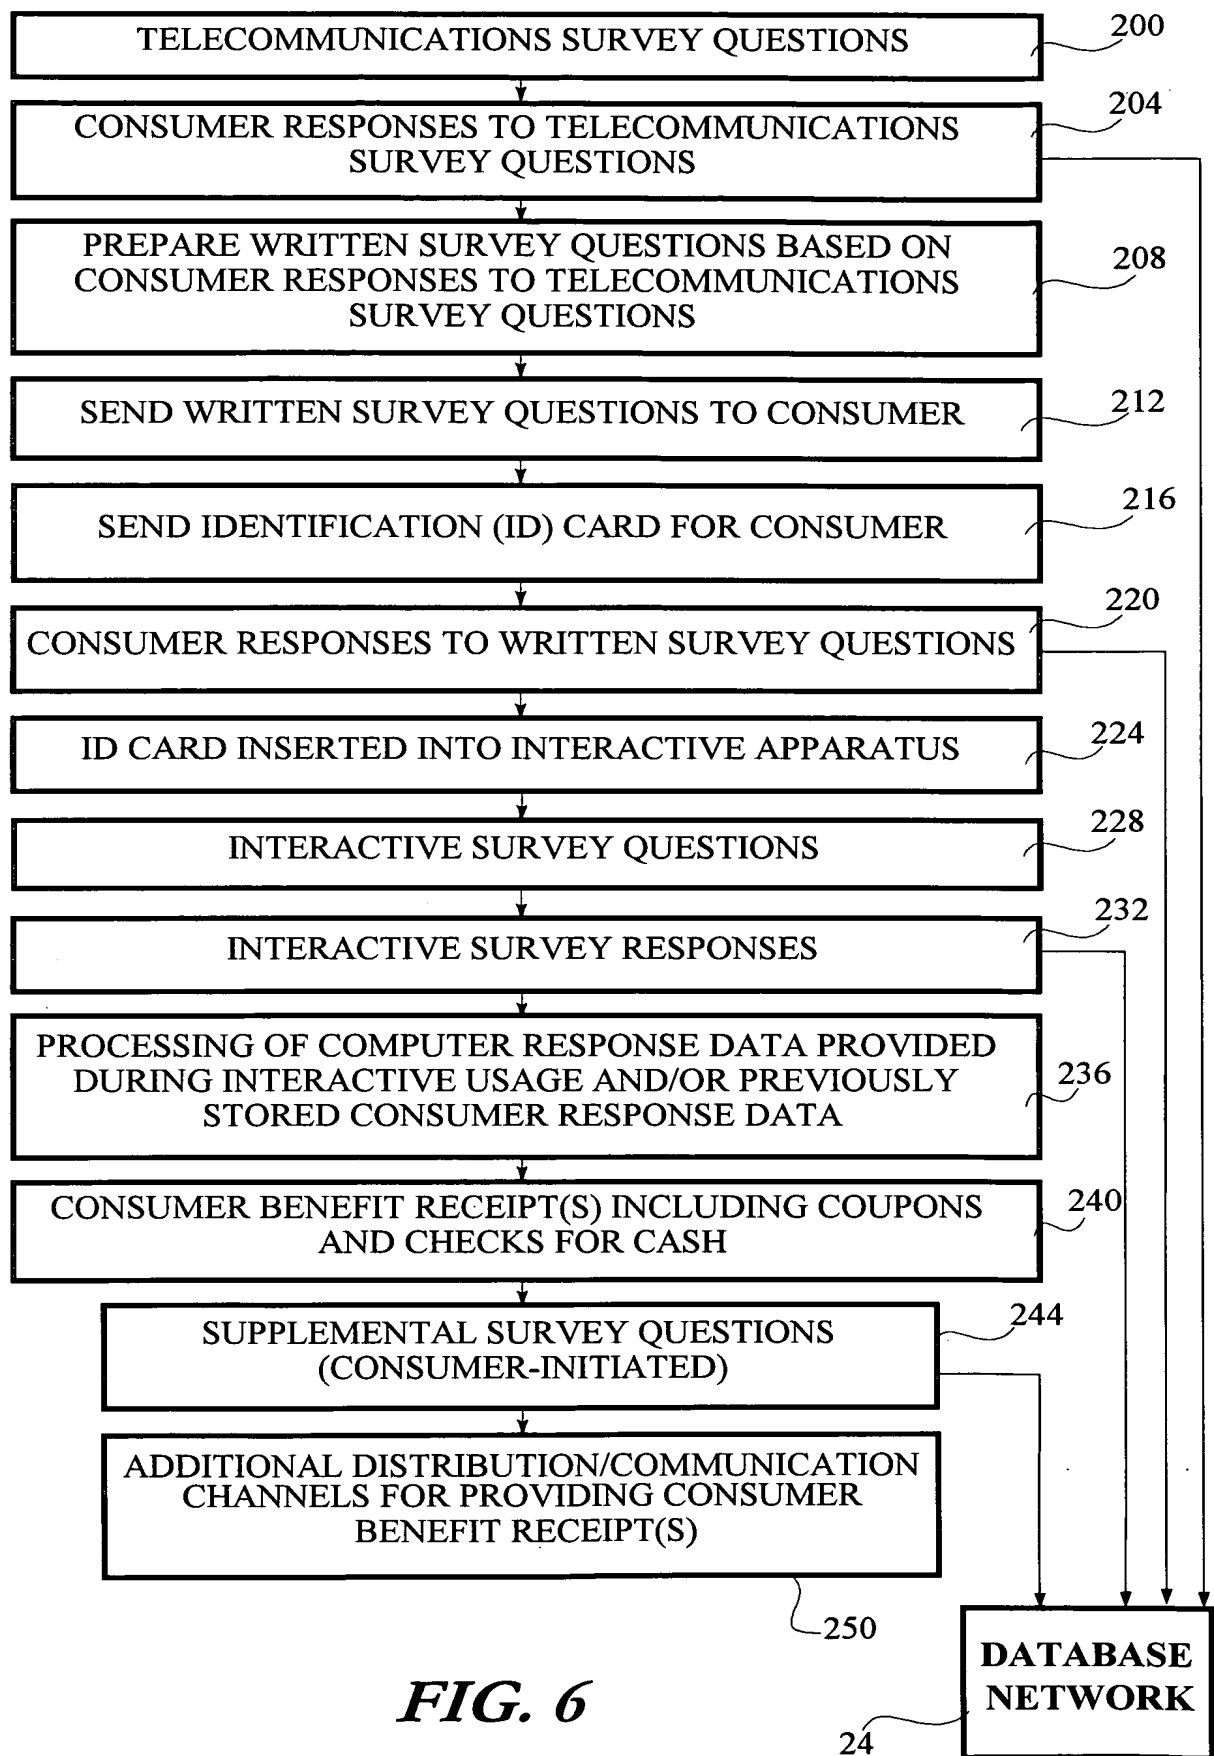 TELECOMMUNICATIONS SURVEY QUESTIONS
200
CONSUMER RESPONSES TO TELECOMMUNICATIONS
SURVEY QUESTIONS
204
PREPARE WRITTEN SURVEY QUESTIONS BASED ON
CONSUMER RESPONSES TO TELECOMMUNICATIONS
SURVEY QUESTIONS
208
SEND WRITTEN SURVEY QUESTIONS TO CONSUMER
212
SEND IDENTIFICATION (ID) CARD FOR CONSUMER
216
CONSUMER RESPONSES TO WRITTEN SURVEY QUESTIONS
220
ID CARD INSERTED INTO INTERACTIVE APPARATUS
224
INTERACTIVE SURVEY QUESTIONS
228
INTERACTIVE SURVEY RESPONSES
232
PROCESSING OF COMPUTER RESPONSE DATA PROVIDED
DURING INTERACTIVE USAGE AND/OR PREVIOUSLY
STORED CONSUMER RESPONSE DATA
236
CONSUMER BENEFIT RECEIPT(S) INCLUDING COUPONS
AND CHECKS FOR CASH
240
SUPPLEMENTAL SURVEY QUESTIONS
(CONSUMER-INITIATED)
244
ADDITIONAL DISTRIBUTION/COMMUNICATION
CHANNELS FOR PROVIDING CONSUMER
BENEFIT RECEIPT(S)
250
DATABASE
NETWORK
24
FIG. 6